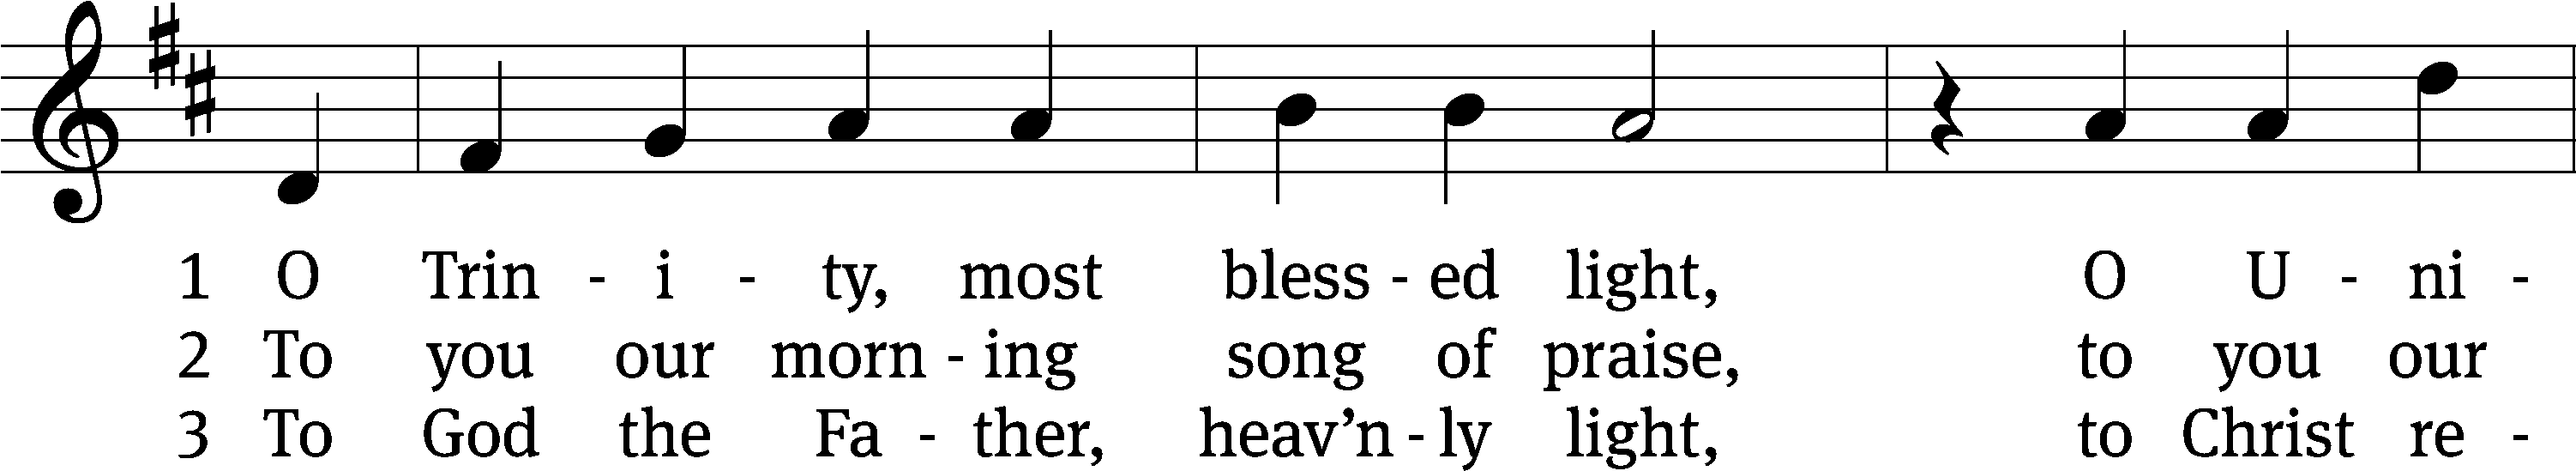 1 O Trin - i - ty, most bless - ed light, O U - ni -
2 To you our morn - ing song of praise, to you our
3 To God the Fa - ther, heav’n - ly light, to Christ re -